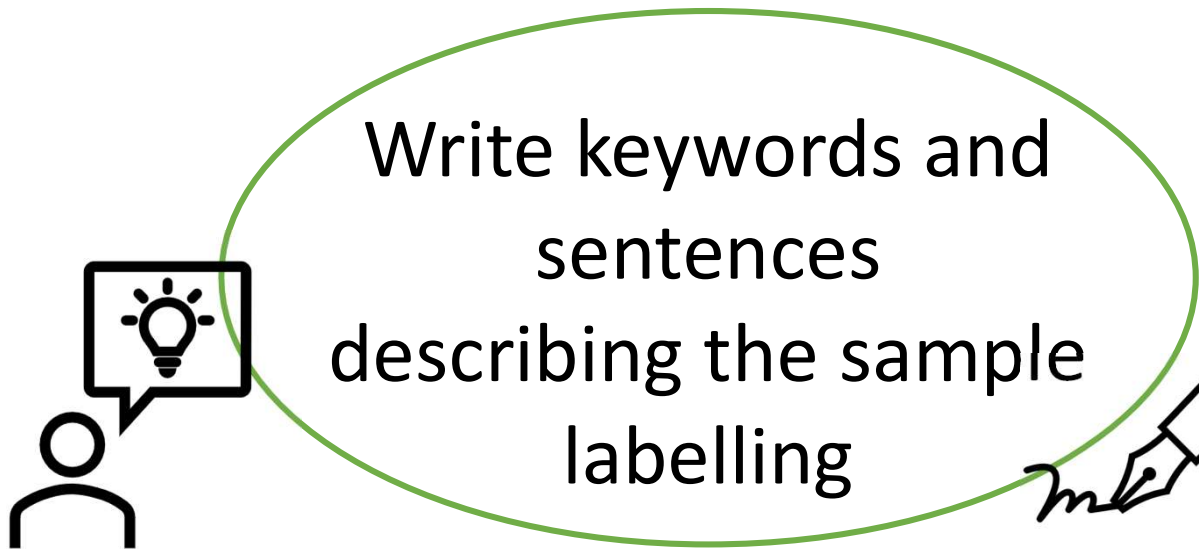 Write keywords and
sentences
describing the sample
labelling